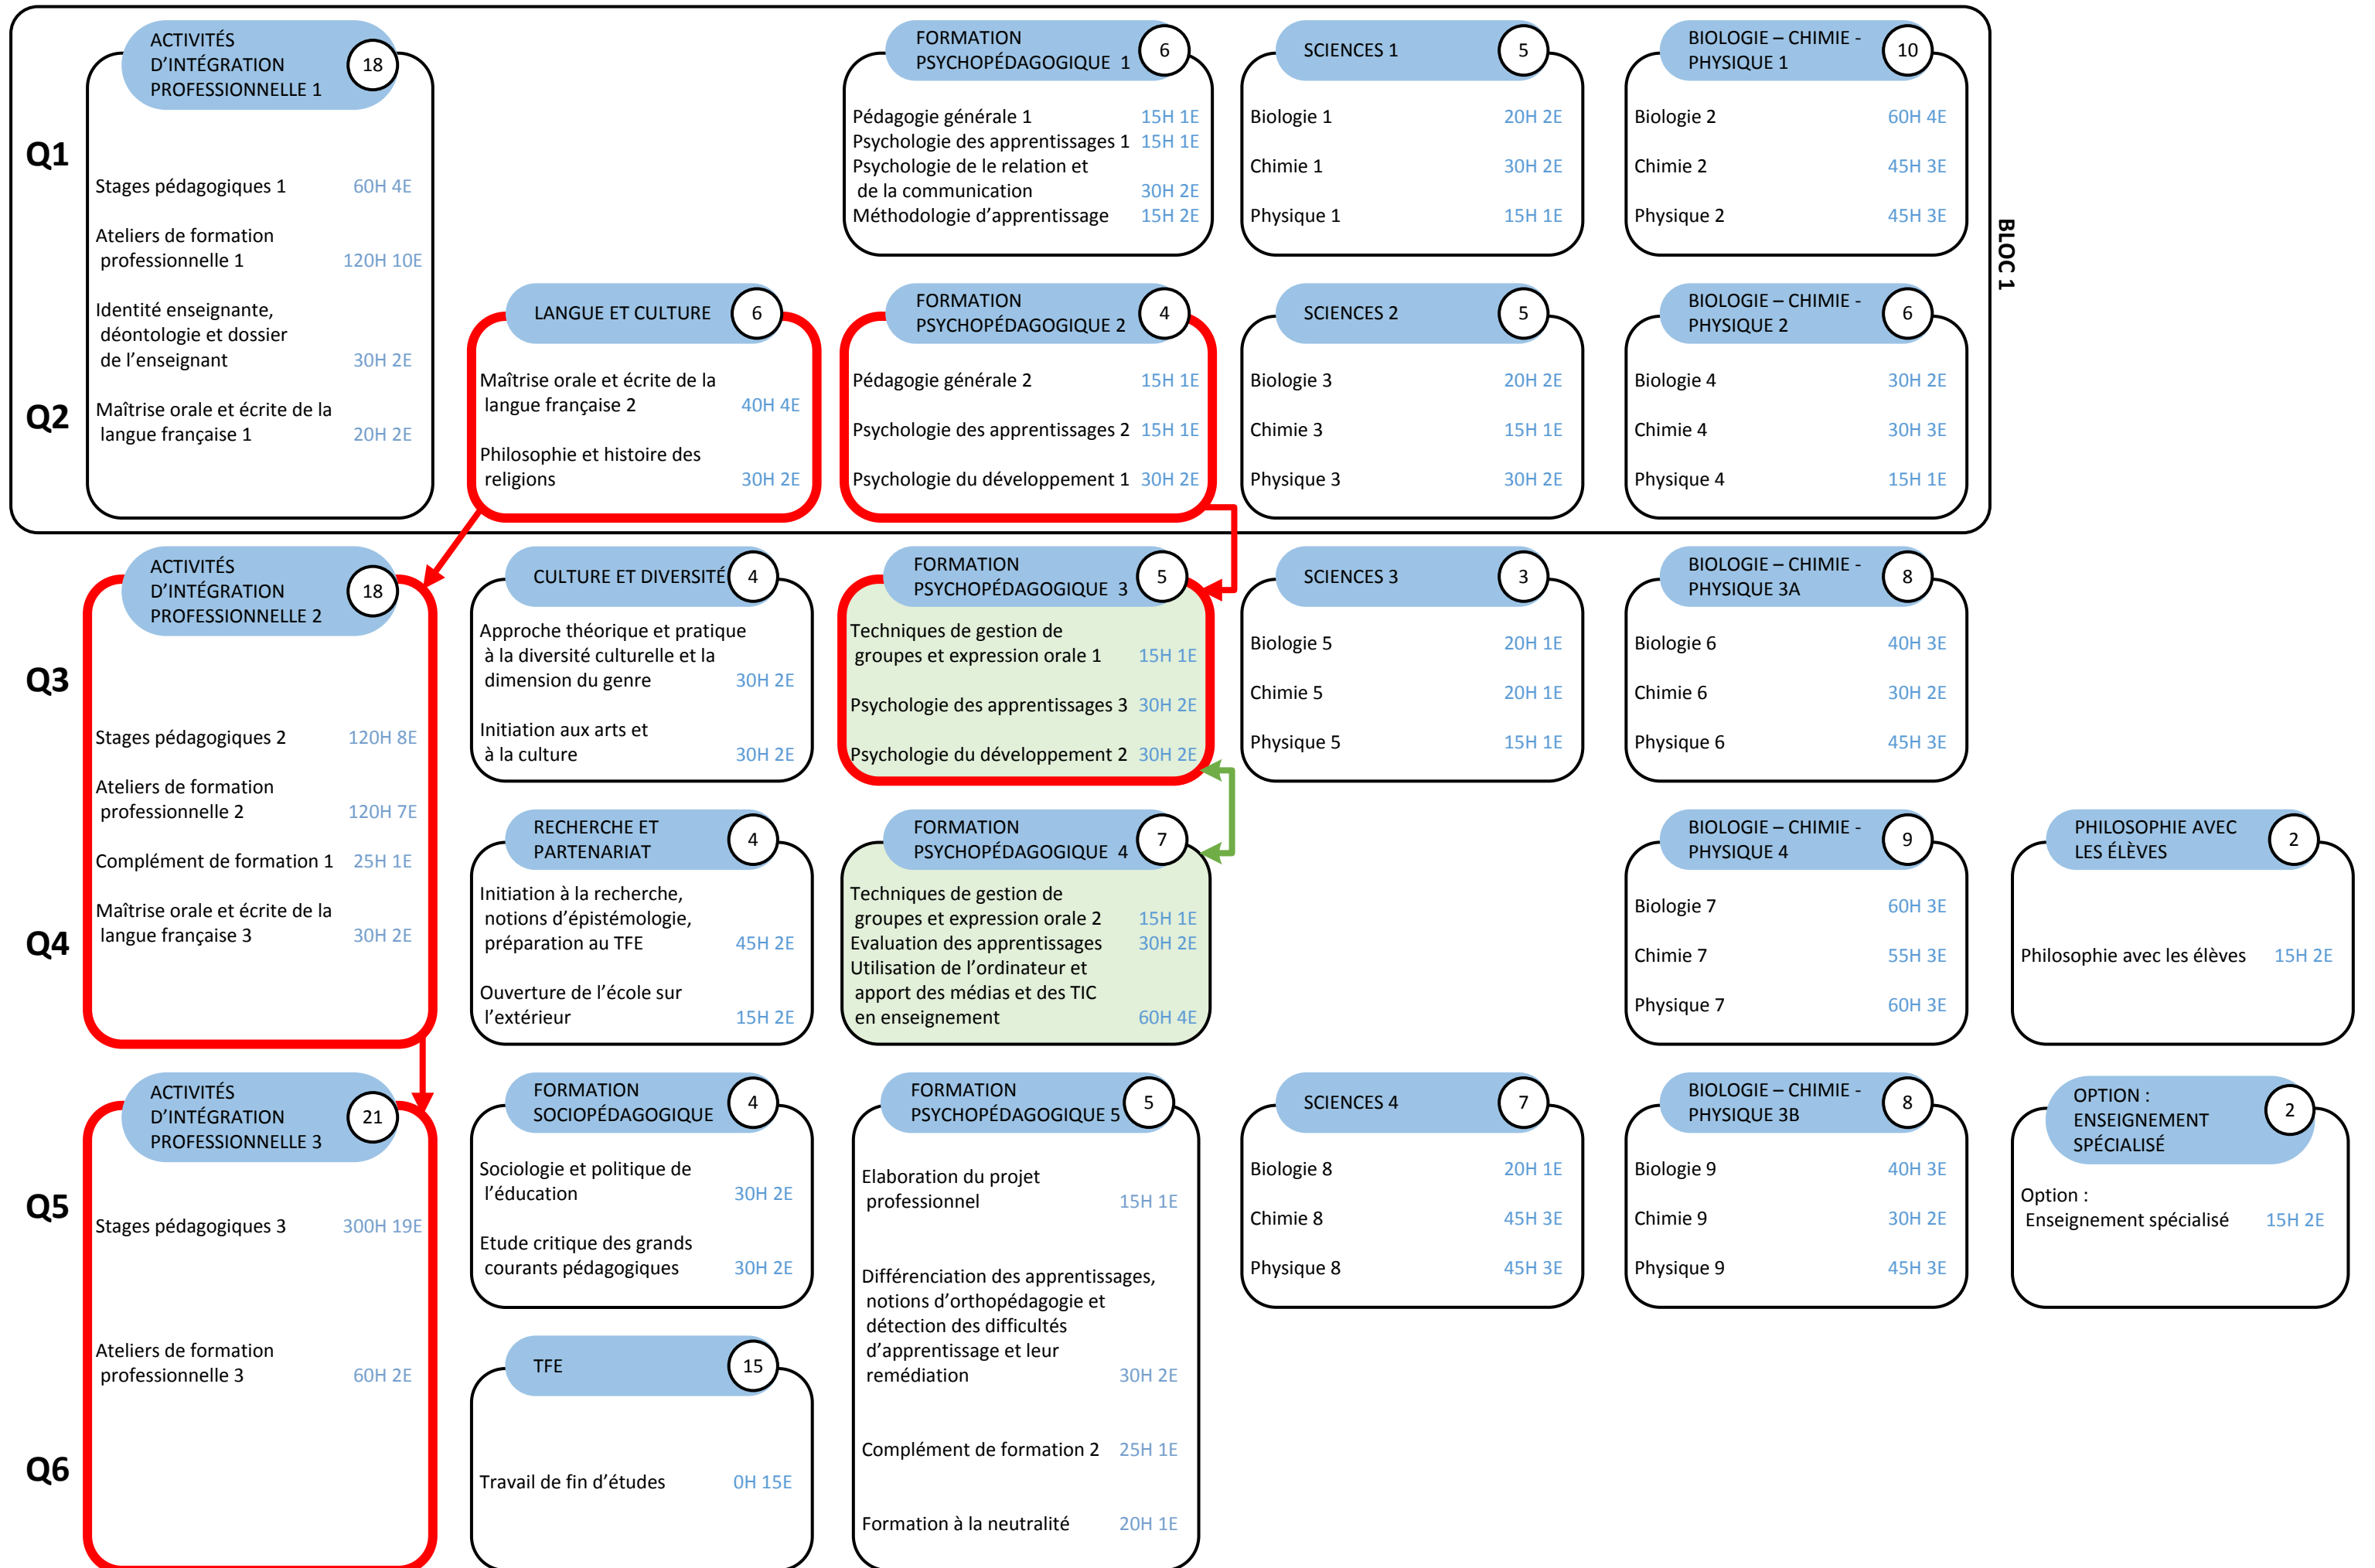 ACTIVITÉS
D’INTÉGRATION
PROFESSIONNELLE 1
18
Stages pédagogiques 1 60H 4E
Ateliers de formation
professionnelle 1 120H 10E
Identité enseignante,
déontologie et dossier
de l’enseignant 30H 2E
Maîtrise orale et écrite de la
langue française 1 20H 2E
Q1
FORMATION
PSYCHOPÉDAGOGIQUE 1
6
Pédagogie générale 1 15H 1E
Psychologie des apprentissages 1 15H 1E
Psychologie de le relation et
de la communication 30H 2E
Méthodologie d’apprentissage 15H 2E
SCIENCES 1
5
Biologie 1 20H 2E
Chimie 1 30H 2E
Physique 1 15H 1E
BIOLOGIE – CHIMIE -
PHYSIQUE 1
10
Biologie 2 60H 4E
Chimie 2 45H 3E
Physique 2 45H 3E
BLOC 1
Q2
LANGUE ET CULTURE
6
Maîtrise orale et écrite de la
langue française 2 40H 4E
Philosophie et histoire des
religions 30H 2E
FORMATION
PSYCHOPÉDAGOGIQUE 2
4
Pédagogie générale 2 15H 1E
Psychologie des apprentissages 2 15H 1E
Psychologie du développement 1 30H 2E
SCIENCES 2
5
Biologie 3 20H 2E
Chimie 3 15H 1E
Physique 3 30H 2E
BIOLOGIE – CHIMIE -
PHYSIQUE 2
6
Biologie 4 30H 2E
Chimie 4 30H 3E
Physique 4 15H 1E
ACTIVITÉS
D’INTÉGRATION
PROFESSIONNELLE 2
18
Stages pédagogiques 2 120H 8E
Ateliers de formation
professionnelle 2 120H 7E
Complément de formation 1 25H 1E
Maîtrise orale et écrite de la
langue française 3 30H 2E
Q3
CULTURE ET DIVERSITÉ
4
Approche théorique et pratique
à la diversité culturelle et la
dimension du genre 30H 2E
Initiation aux arts et
à la culture 30H 2E
FORMATION
PSYCHOPÉDAGOGIQUE 3
5
Techniques de gestion de
groupes et expression orale 1 15H 1E
Psychologie des apprentissages 3 30H 2E
Psychologie du développement 2 30H 2E
SCIENCES 3
3
Biologie 5 20H 1E
Chimie 5 20H 1E
Physique 5 15H 1E
BIOLOGIE – CHIMIE -
PHYSIQUE 3A
8
Biologie 6 40H 3E
Chimie 6 30H 2E
Physique 6 45H 3E
Q4
RECHERCHE ET
PARTENARIAT
4
Initiation à la recherche,
notions d’épistémologie,
préparation au TFE 45H 2E
Ouverture de l’école sur
l’extérieur 15H 2E
FORMATION
PSYCHOPÉDAGOGIQUE 4
7
Techniques de gestion de
groupes et expression orale 2 15H 1E
Evaluation des apprentissages 30H 2E
Utilisation de l’ordinateur et
apport des médias et des TIC
en enseignement 60H 4E
BIOLOGIE – CHIMIE -
PHYSIQUE 4
9
Biologie 7 60H 3E
Chimie 7 55H 3E
Physique 7 60H 3E
PHILOSOPHIE AVEC
LES ÉLÈVES
2
Philosophie avec les élèves 15H 2E
ACTIVITÉS
D’INTÉGRATION
PROFESSIONNELLE 3
21
Stages pédagogiques 3 300H 19E
Ateliers de formation
professionnelle 3 60H 2E
Q5
FORMATION
SOCIOPÉDAGOGIQUE
4
Sociologie et politique de
l’éducation 30H 2E
Etude critique des grands
courants pédagogiques 30H 2E
FORMATION
PSYCHOPÉDAGOGIQUE 5
5
Elaboration du projet
professionnel 15H 1E
Différenciation des apprentissages,
notions d’orthopédagogie et
détection des difficultés
d’apprentissage et leur
remédiation 30H 2E
Complément de formation 2 25H 1E
Formation à la neutralité 20H 1E
SCIENCES 4
7
Biologie 8 20H 1E
Chimie 8 45H 3E
Physique 8 45H 3E
BIOLOGIE – CHIMIE -
PHYSIQUE 3B
8
Biologie 9 40H 3E
Chimie 9 30H 2E
Physique 9 45H 3E
OPTION :
ENSEIGNEMENT
SPÉCIALISÉ
2
Option :
Enseignement spécialisé 15H 2E
Q6
TFE
15
Travail de fin d’études 0H 15E